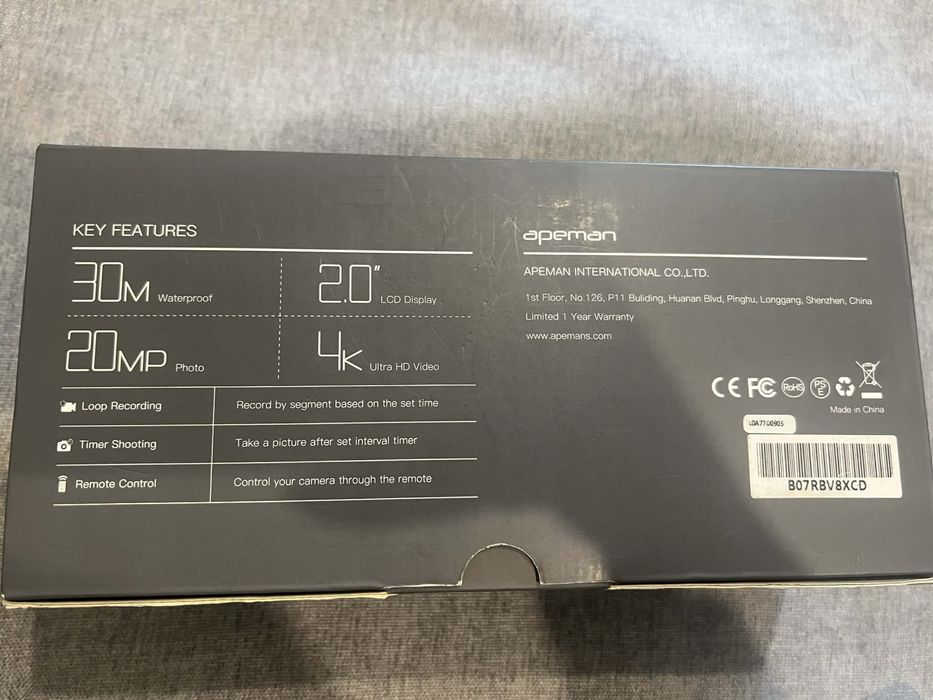 KEY FEATURES
30M Waterproof
2.0" LCD Display
20MP Photo
4K Ultra HD Video
Loop Recording
Record by segment based on the set time
Timer Shooting
Take a picture after set interval timer
Remote Control
Control your camera through the remote
apeman
APEMAN INTERNATIONAL CO.,LTD.
1st Floor, No.126, P11 Buliding, Huanan Blvd, Pinghu, Longgang, Shenzhen, China
Limited 1 Year Warranty
www.apemans.com
CE FC RoHS PSE
Made in China
B07RBV8XCD